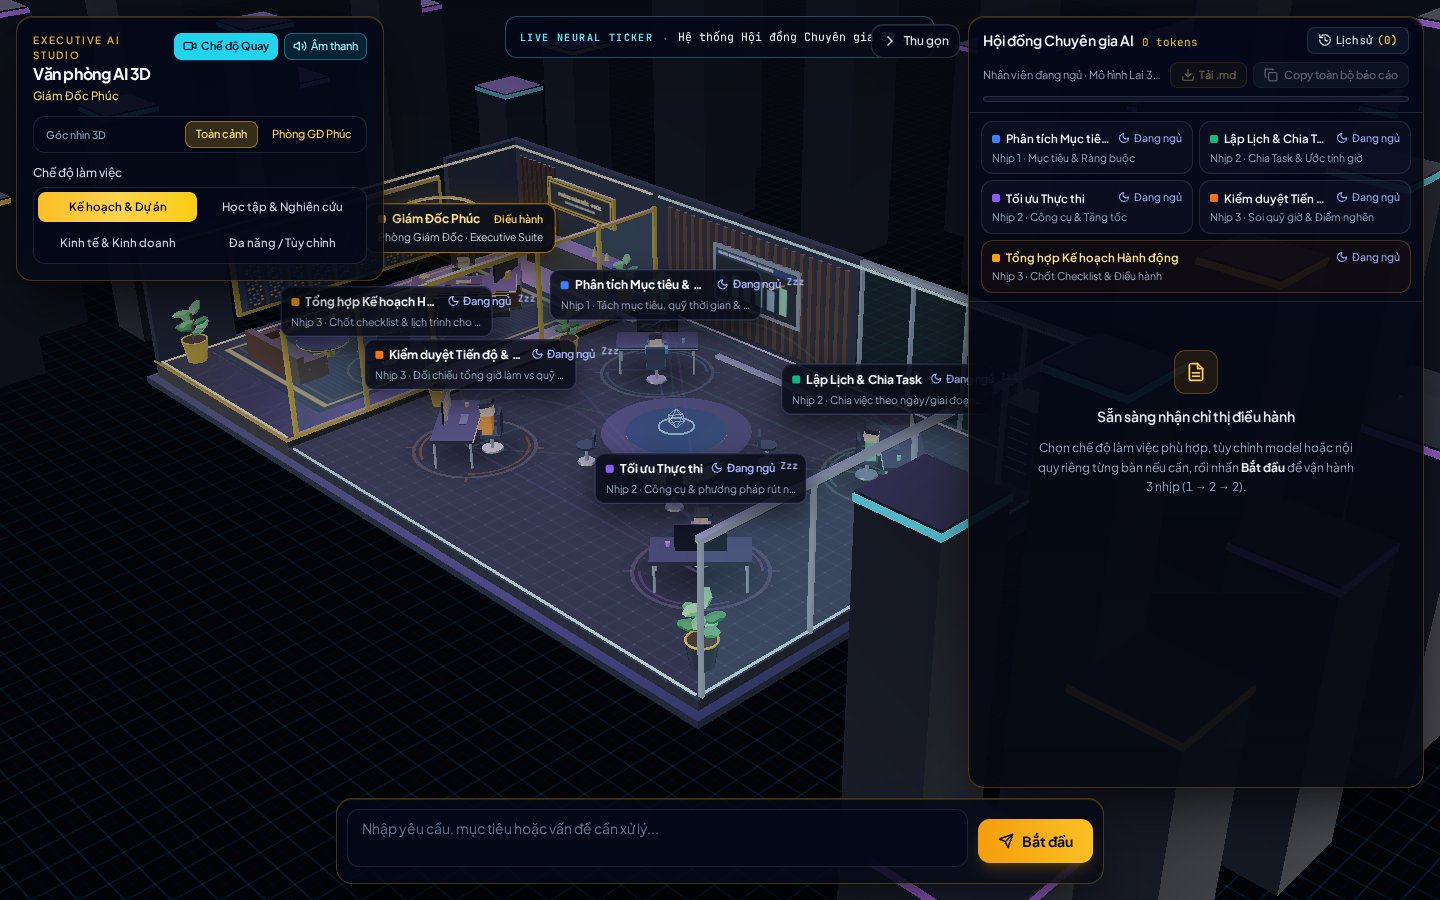 EXECUTIVE AI
STUDIO
Văn phòng AI 3D
Giám Đốc Phúc
Chế độ Quay
Âm thanh
Góc nhìn 3D
Toàn cảnh
Phòng GĐ Phúc
Chế độ làm việc
Kế hoạch & Dự án
Học tập & Nghiên cứu
Kinh tế & Kinh doanh
Đa năng / Tùy chỉnh
LIVE NEURAL TICKER · Hệ thống Hội đồng Chuyên gia
Thu gọn
Giám Đốc Phúc Điều hành
Phòng Giám Đốc · Executive Suite
Phân tích Mục tiêu & ... Đang ngủ Zzz
Nhịp 1 · Tách mục tiêu, quỹ thời gian & ...
Tổng hợp Kế hoạch H... Đang ngủ Zzz
Nhịp 3 · Chốt checklist & lịch trình cho ...
Kiểm duyệt Tiến độ & ... Đang ngủ Zzz
Nhịp 3 · Đối chiếu tổng giờ làm vs quỹ ...
Lập Lịch & Chia Task Đang ngủ
Nhịp 2 · Chia việc theo ngày/giai đoạ
Tối ưu Thực thi Đang ngủ Zzz
Nhịp 2 · Công cụ & phương pháp rút n...
Hội đồng Chuyên gia AI 0 tokens
Lịch sử (0)
Nhân viên đang ngủ · Mô hình Lai 3...
Tải .md
Copy toàn bộ báo cáo
Phân tích Mục tiê... Đang ngủ
Nhịp 1 · Mục tiêu & Ràng buộc
Lập Lịch & Chia T... Đang ngủ
Nhịp 2 · Chia Task & Ước tính giờ
Tối ưu Thực thi Đang ngủ
Nhịp 2 · Công cụ & Tăng tốc
Kiểm duyệt Tiến ... Đang ngủ
Nhịp 3 · Soi quỹ giờ & Điểm nghẽn
Tổng hợp Kế hoạch Hành động Đang ngủ
Nhịp 3 · Chốt Checklist & Điều hành
Sẵn sàng nhận chỉ thị điều hành
Chọn chế độ làm việc phù hợp, tùy chỉnh model hoặc nội
quy riêng từng bàn nếu cần, rồi nhấn Bắt đầu để vận hành
3 nhịp (1 → 2 → 2).
Nhập yêu cầu, mục tiêu hoặc vấn đề cần xử lý...
Bắt đầu